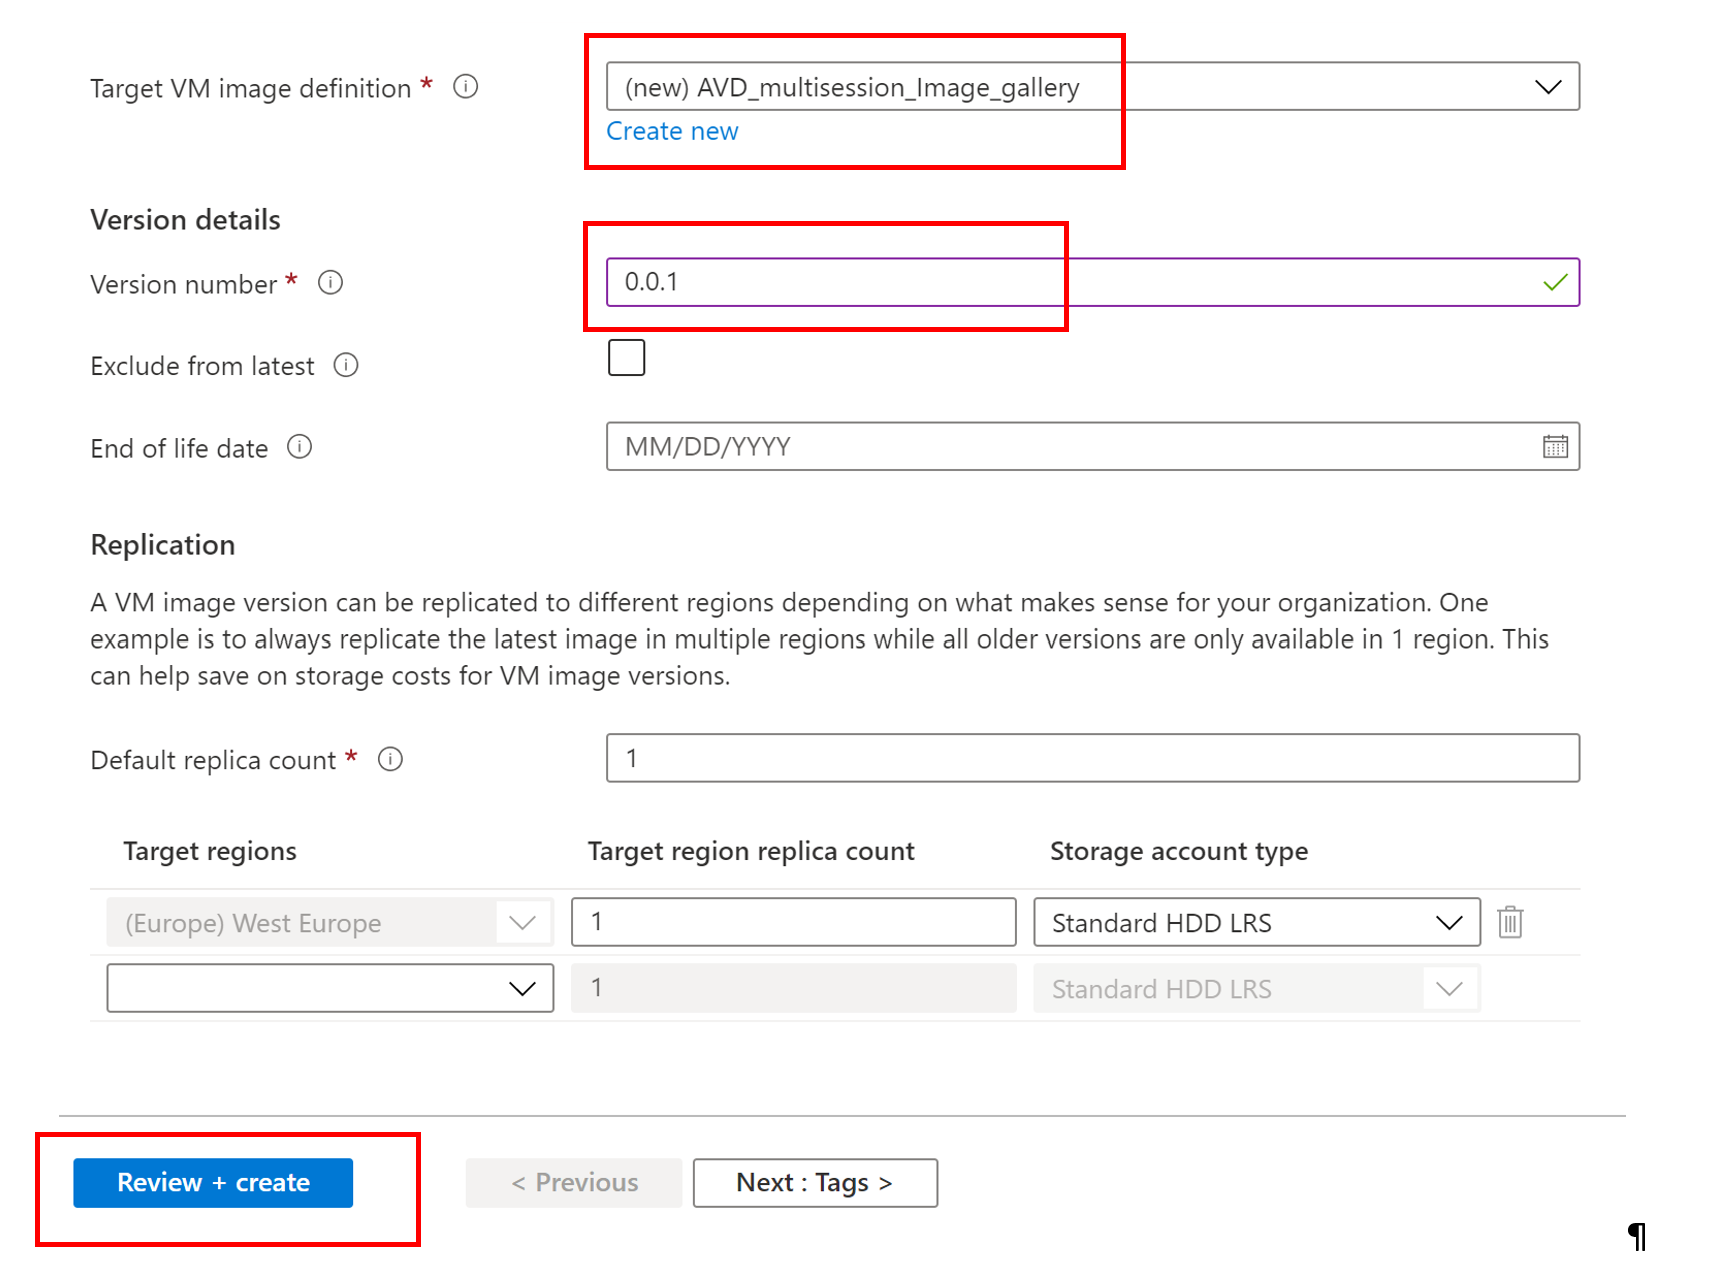 Target VM image definition * (new) AVD_multisession_Image_gallery
Create new
Version details
Version number * 0.0.1
Exclude from latest
End of life date MM/DD/YYYY
Replication
A VM image version can be replicated to different regions depending on what makes sense for your organization. One
example is to always replicate the latest image in multiple regions while all older versions are only available in 1 region. This
can help save on storage costs for VM image versions.
Default replica count * 1
Target regions Target region replica count Storage account type
(Europe) West Europe 1 Standard HDD LRS
1 Standard HDD LRS
Review + create < Previous Next : Tags >
¶